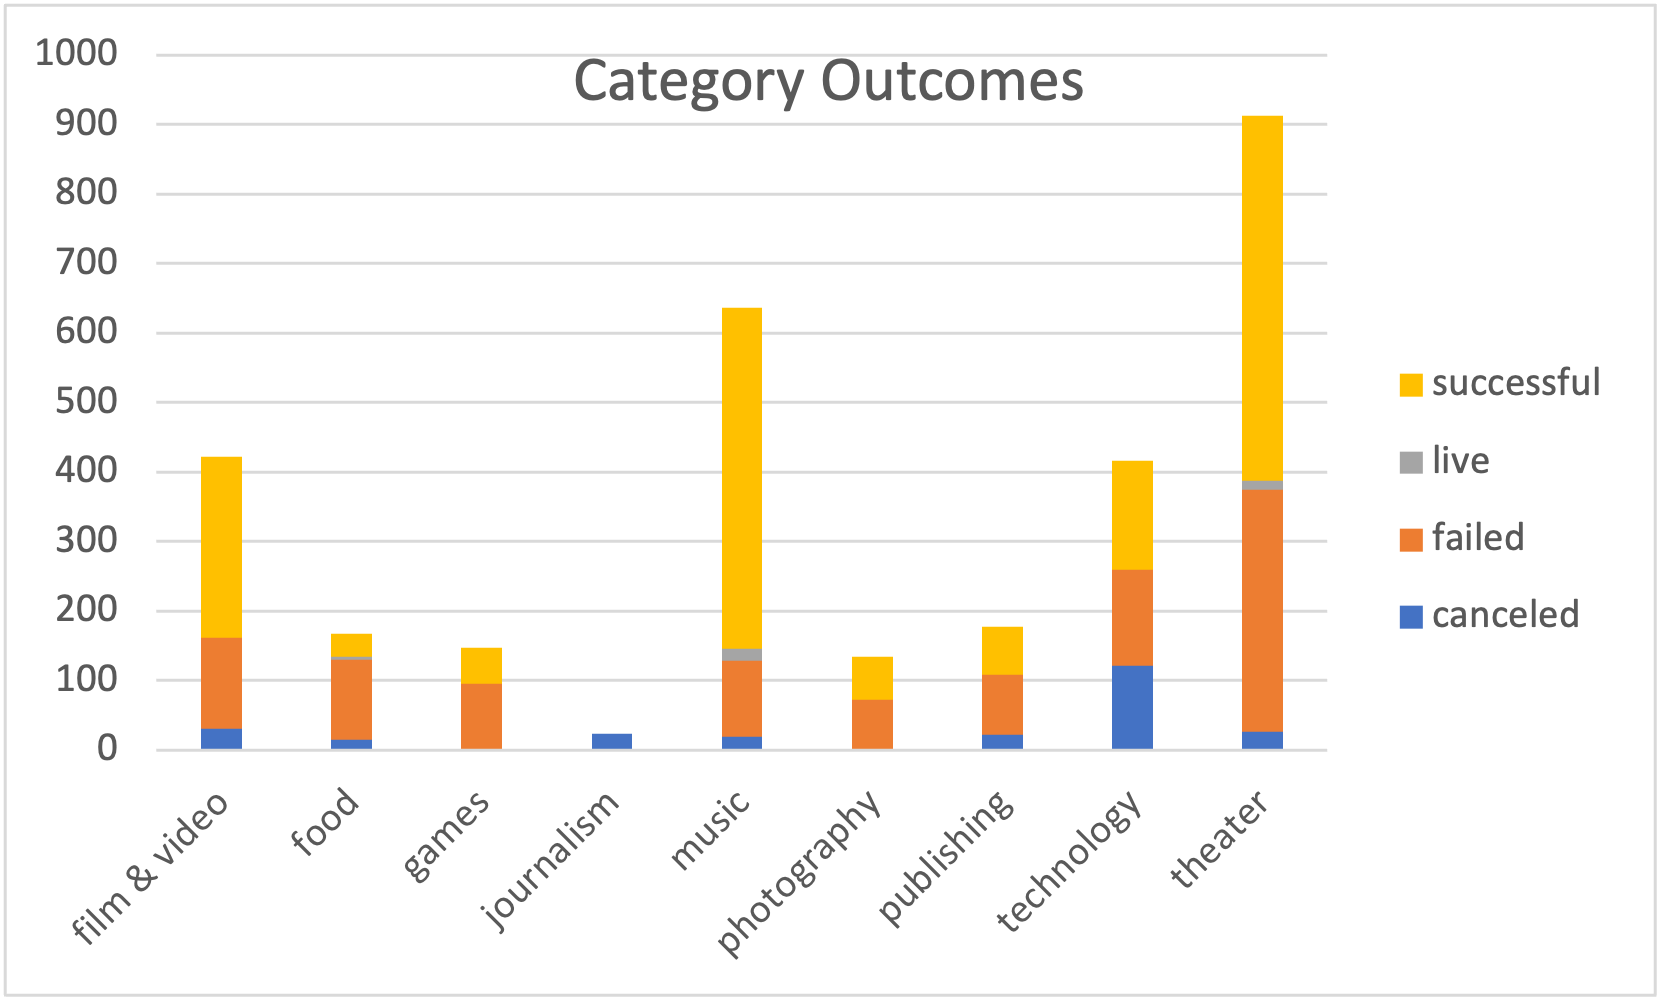 Category Outcomes
1000
900
800
700
600
500
400
300
200
100
0
film & video
food
games
journalism
music
photography
publishing
technology
theater
successful
live
failed
canceled